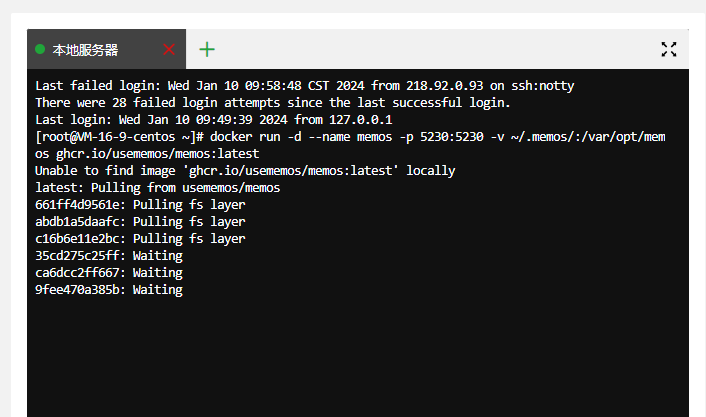 本地服务器
Last failed login: Wed Jan 10 09:58:48 CST 2024 from 218.92.0.93 on ssh:notty
There were 28 failed login attempts since the last successful login.
Last login: Wed Jan 10 09:49:39 2024 from 127.0.0.1
[root@VM-16-9-centos ~]# docker run -d --name memos -p 5230:5230 -v ~/.memos/:/var/opt/mem
os ghcr.io/usememos/memos:latest
Unable to find image 'ghcr.io/usememos/memos:latest' locally
latest: Pulling from usememos/memos
661ff4d9561e: Pulling fs layer
abdb1a5daafc: Pulling fs layer
c16b6e11e2bc: Pulling fs layer
35cd275c25ff: Waiting
ca6dcc2ff667: Waiting
9fee470a385b: Waiting